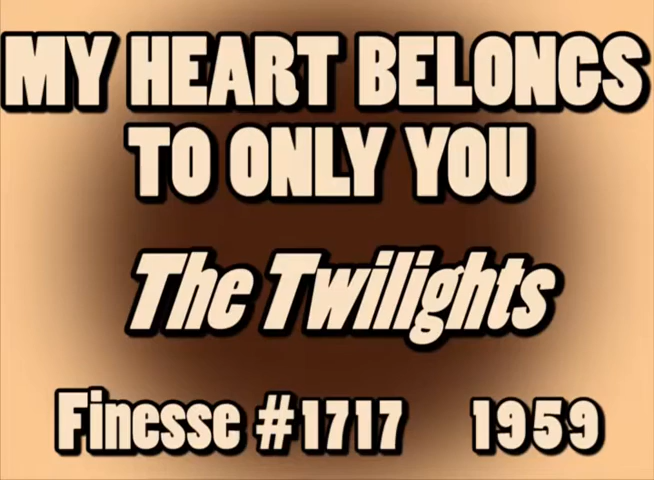 MY HEART BELONGS
TO ONLY YOU
The Twilights
Finesse #1717 1959